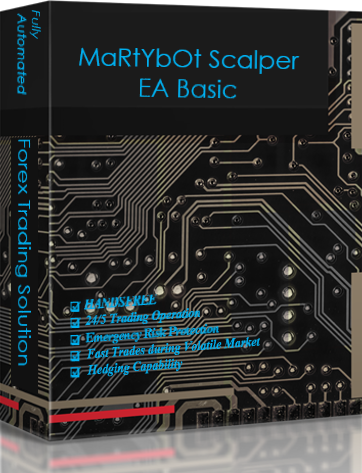 MaRtYbOt Scalper
EA Basic
Fully
Automated
Forex Trading Solution
HANDSFREE
24/5 Trading Operation
Emergency Risk Protection
Fast Trades during Volatile Market
Hedging Capability